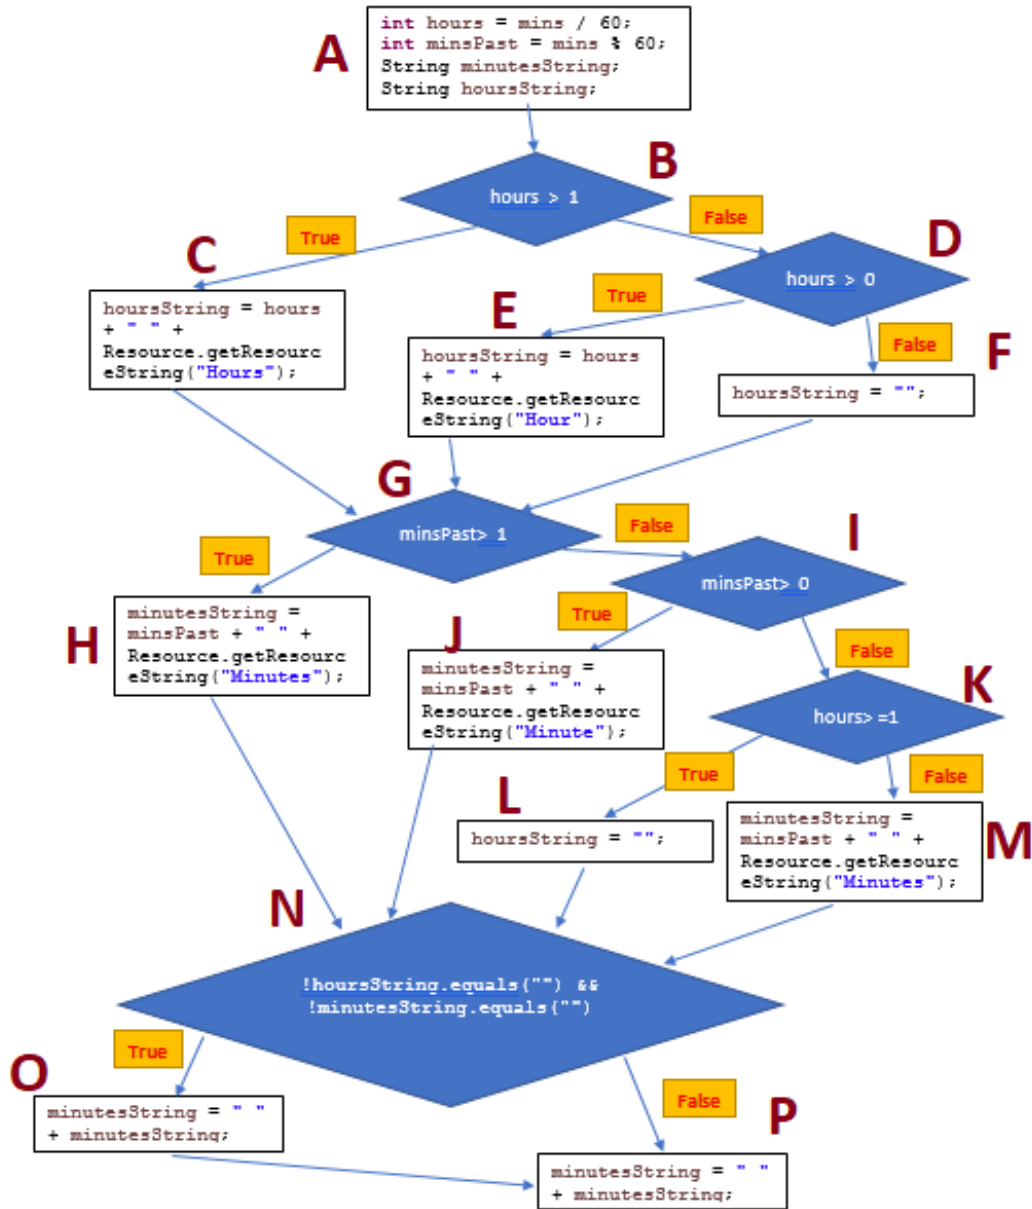 A
int hours = mins / 60;
int minsPast = mins % 60;
String minutesString;
String hoursString;
B
hours > 1
True
False
C
hoursString = hours
+ " " +
Resource.getResourc
eString("Hours");
D
hours > 0
True
False
E
hoursString = hours
+ " " +
Resource.getResourc
eString("Hour");
F
hoursString = "";
G
minsPast> 1
True
False
H
minutesString =
minsPast + " " +
Resource.getResourc
eString("Minutes");
I
minsPast> 0
True
False
J
minutesString =
minsPast + " " +
Resource.getResourc
eString("Minute");
K
hours> =1
True
False
L
hoursString = "";
M
minutesString =
minsPast + " " +
Resource.getResourc
eString("Minutes");
N
!hoursString.equals("") &&
!minutesString.equals("")
True
False
O
minutesString = " "
+ minutesString;
P
minutesString = " "
+ minutesString;